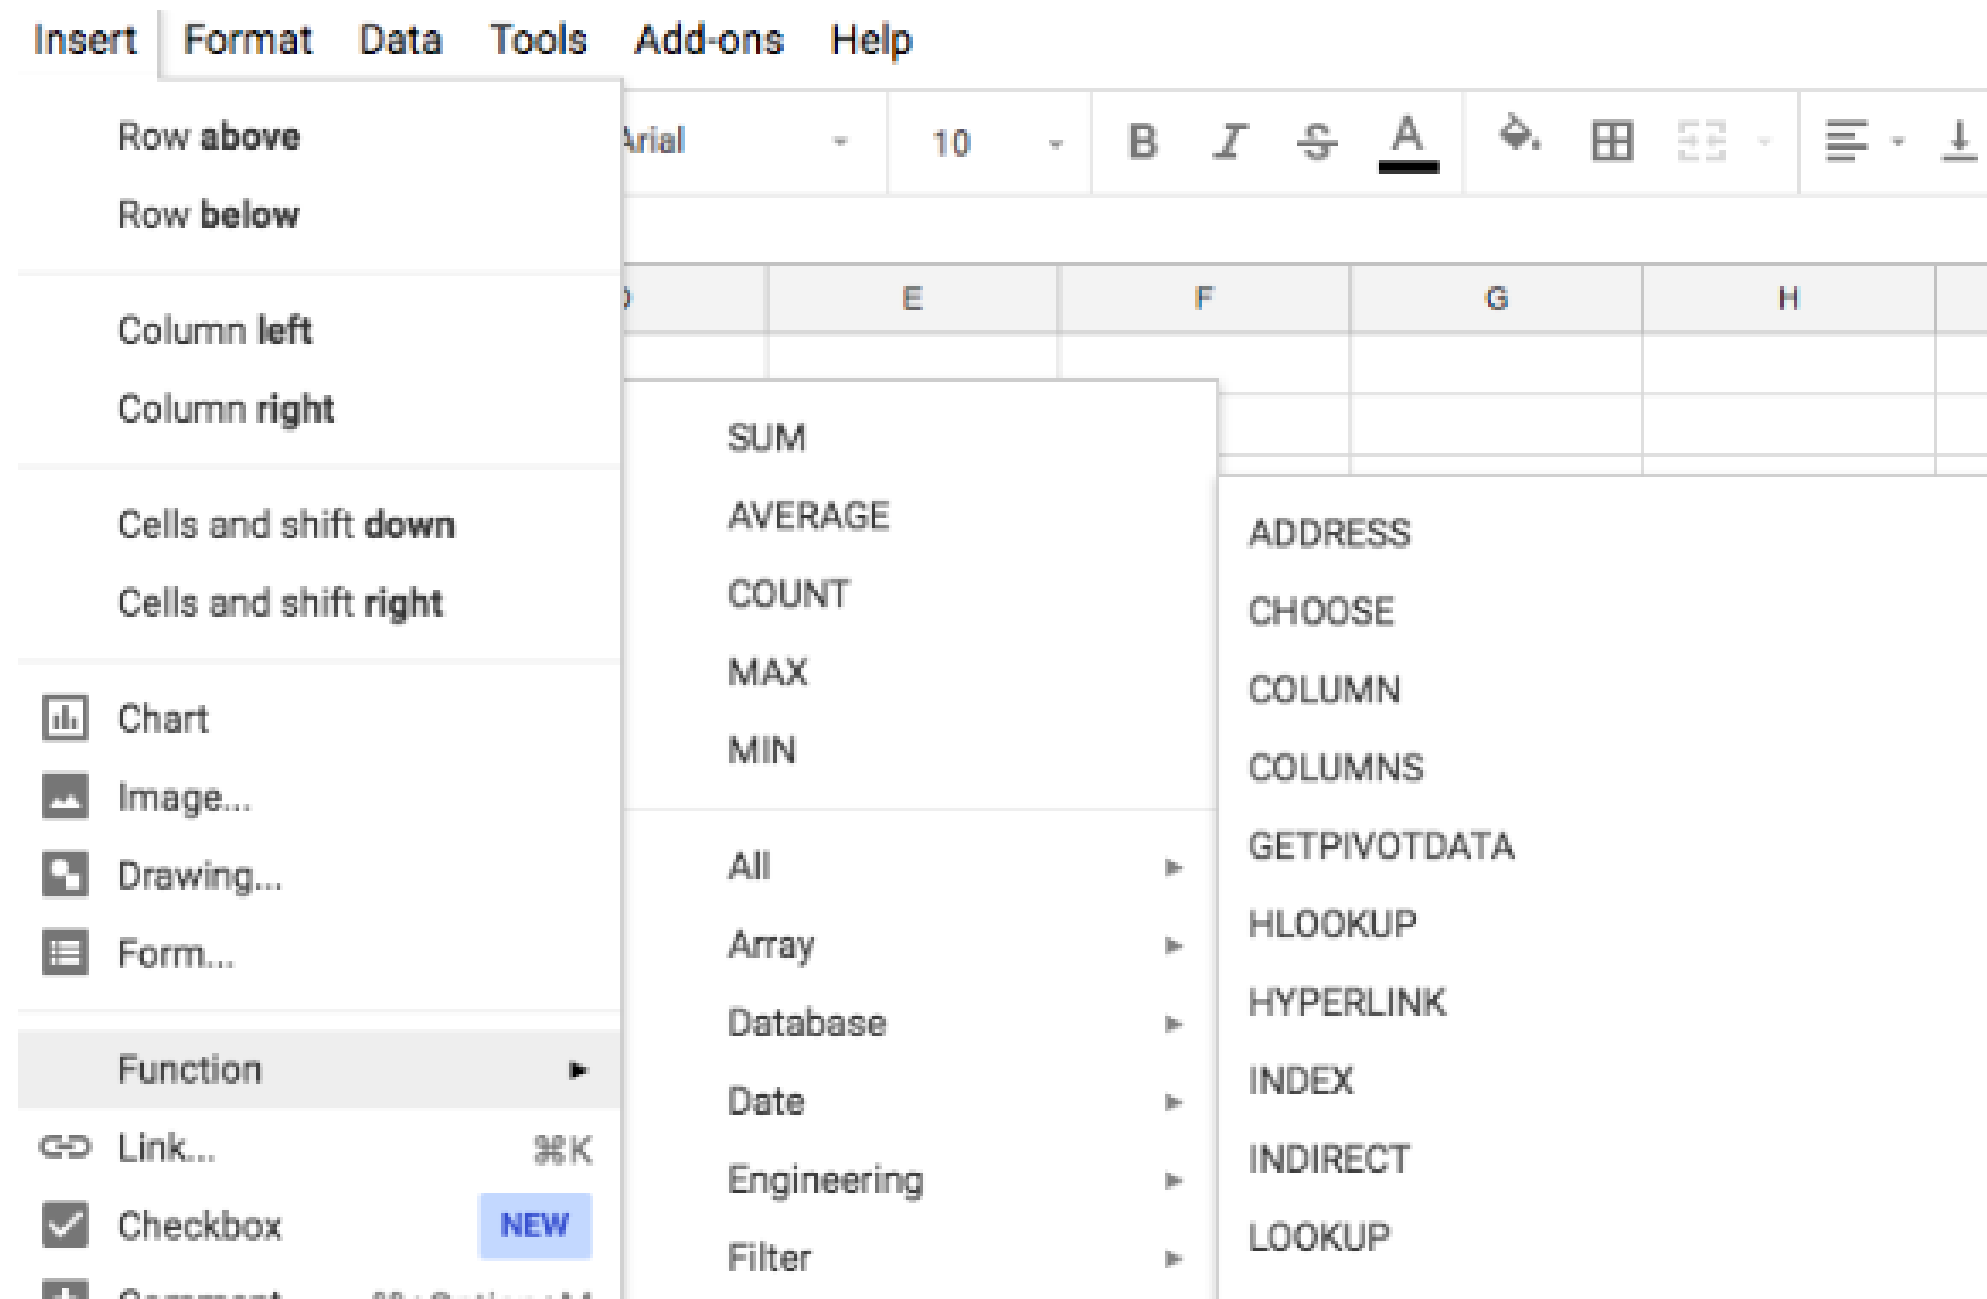 Insert Format Data Tools Add-ons Help
Arial 10 B I S A
Row above
Row below
Column left
Column right
Cells and shift down
Cells and shift right
Chart
Image...
Drawing...
Form...
Function
Link... ⌘K
Checkbox NEW
Comment
E F G H
SUM
AVERAGE
COUNT
MAX
MIN
All
Array
Database
Date
Engineering
Filter
ADDRESS
CHOOSE
COLUMN
COLUMNS
GETPIVOTDATA
HLOOKUP
HYPERLINK
INDEX
INDIRECT
LOOKUP